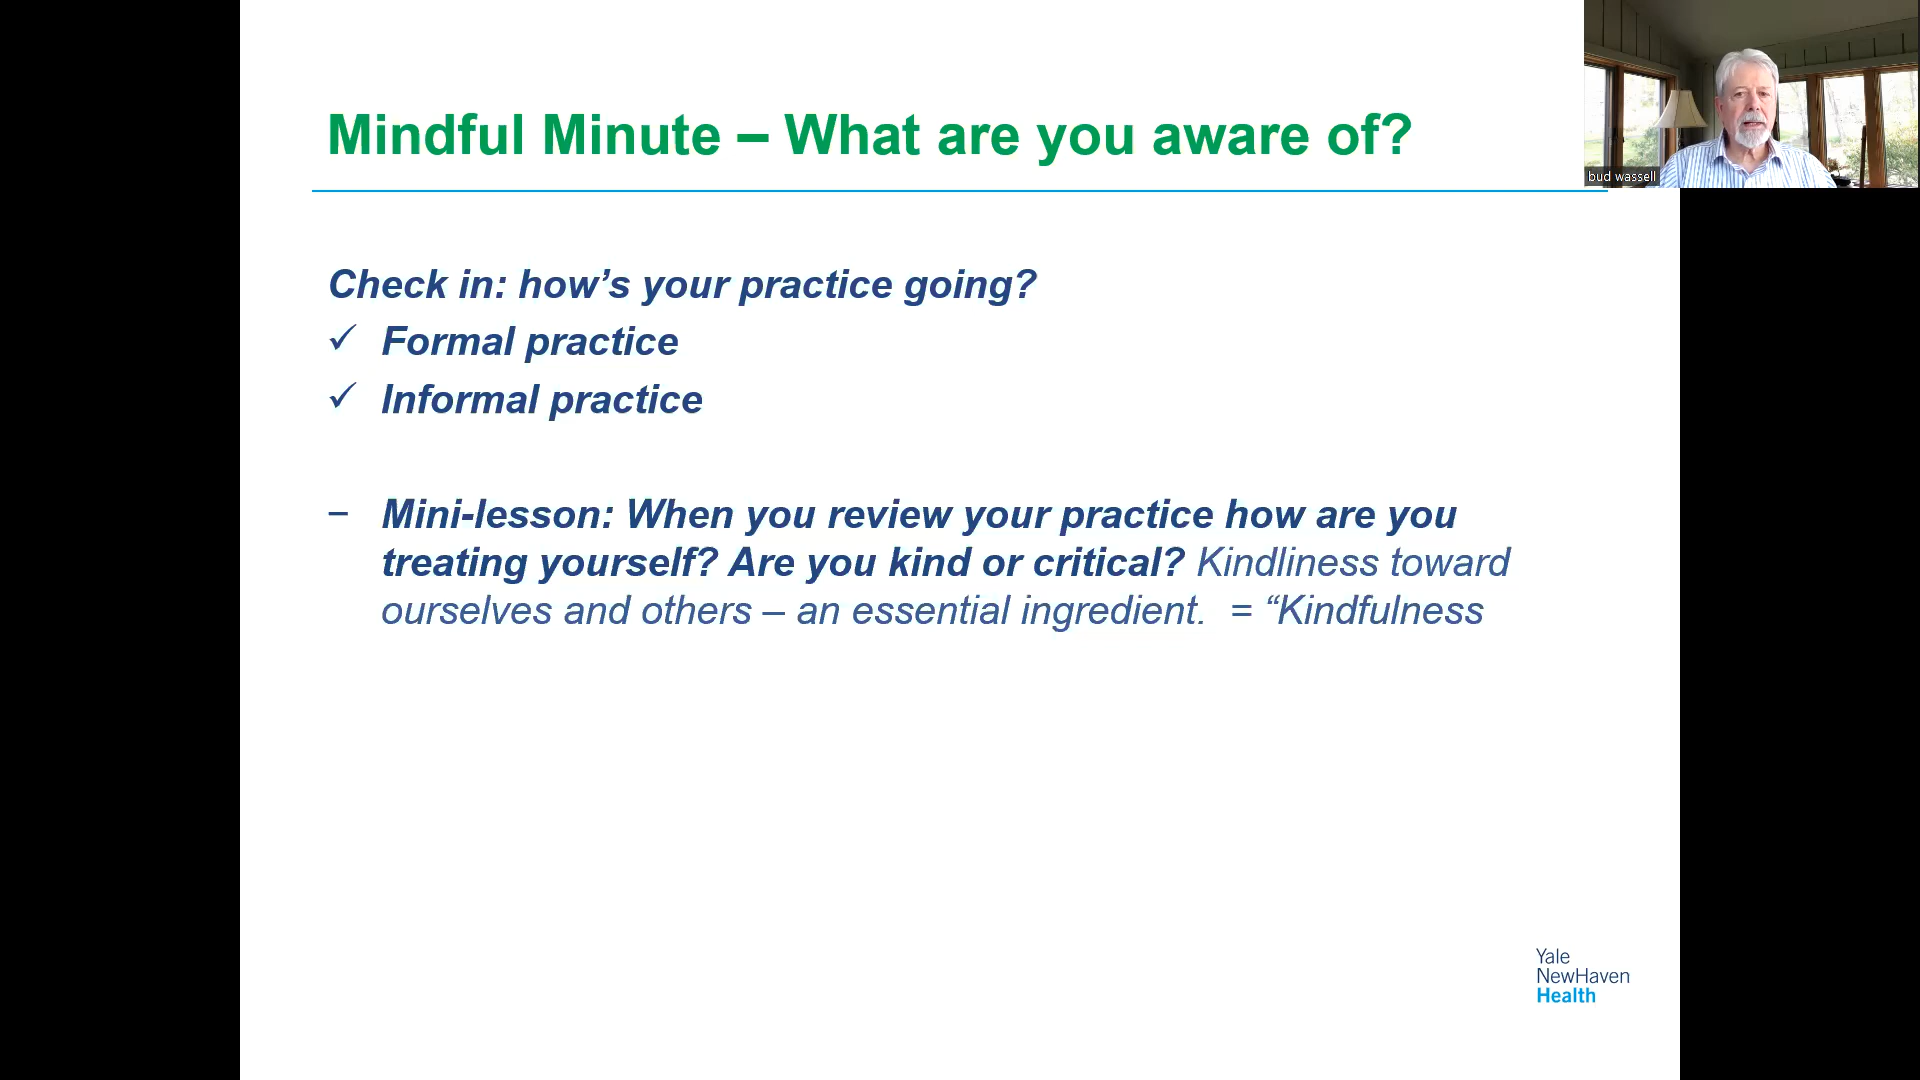 Mindful Minute – What are you aware of?
bud wassell
Check in: how’s your practice going?
✓ Formal practice
✓ Informal practice
– Mini-lesson: When you review your practice how are you
treating yourself? Are you kind or critical? Kindliness toward
ourselves and others – an essential ingredient.  = “Kindfulness
Yale
NewHaven
Health